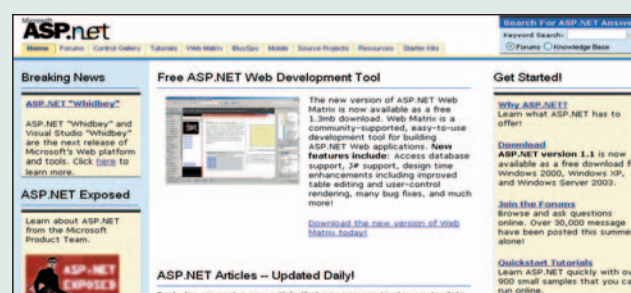 Microsoft
ASP.net
Search For ASP.NET Answe
Keyword Search:
Forums Knowledge Base
Home Forums Control Gallery Tutorials Web Matrix IBuySpy Mobile Source Projects Resources Starter Kits
Breaking News
ASP.NET "Whidbey"
ASP.NET "Whidbey" and
Visual Studio "Whidbey"
are the next release of
Microsoft's Web platform
and tools. Click here to
learn more.
ASP.NET Exposed
Learn about ASP.NET
from the Microsoft
Product Team.
ASP.NET
EXPOSED
Free ASP.NET Web Development Tool
The new version of ASP.NET Web
Matrix is now available as a free
1.3mb download. Web Matrix is a
community-supported, easy-to-use
development tool for building
ASP.NET Web applications. New
features include: Access database
support, J# support, design time
enhancements including improved
table editing and user-control
rendering, many bug fixes, and much
more!
Download the new version of Web
Matrix today!
ASP.NET Articles -- Updated Daily!
Get Started!
Why ASP.NET?
Learn what ASP.NET has to
offer!
Download
ASP.NET version 1.1 is now
available as a free download f
Windows 2000, Windows XP,
and Windows Server 2003.
Join the Forums
Browse and ask questions
online. Over 30,000 message
have been posted this summe
alone!
Quickstart Tutorials
Learn ASP.NET quickly with ov
900 small samples that you ca
run online.